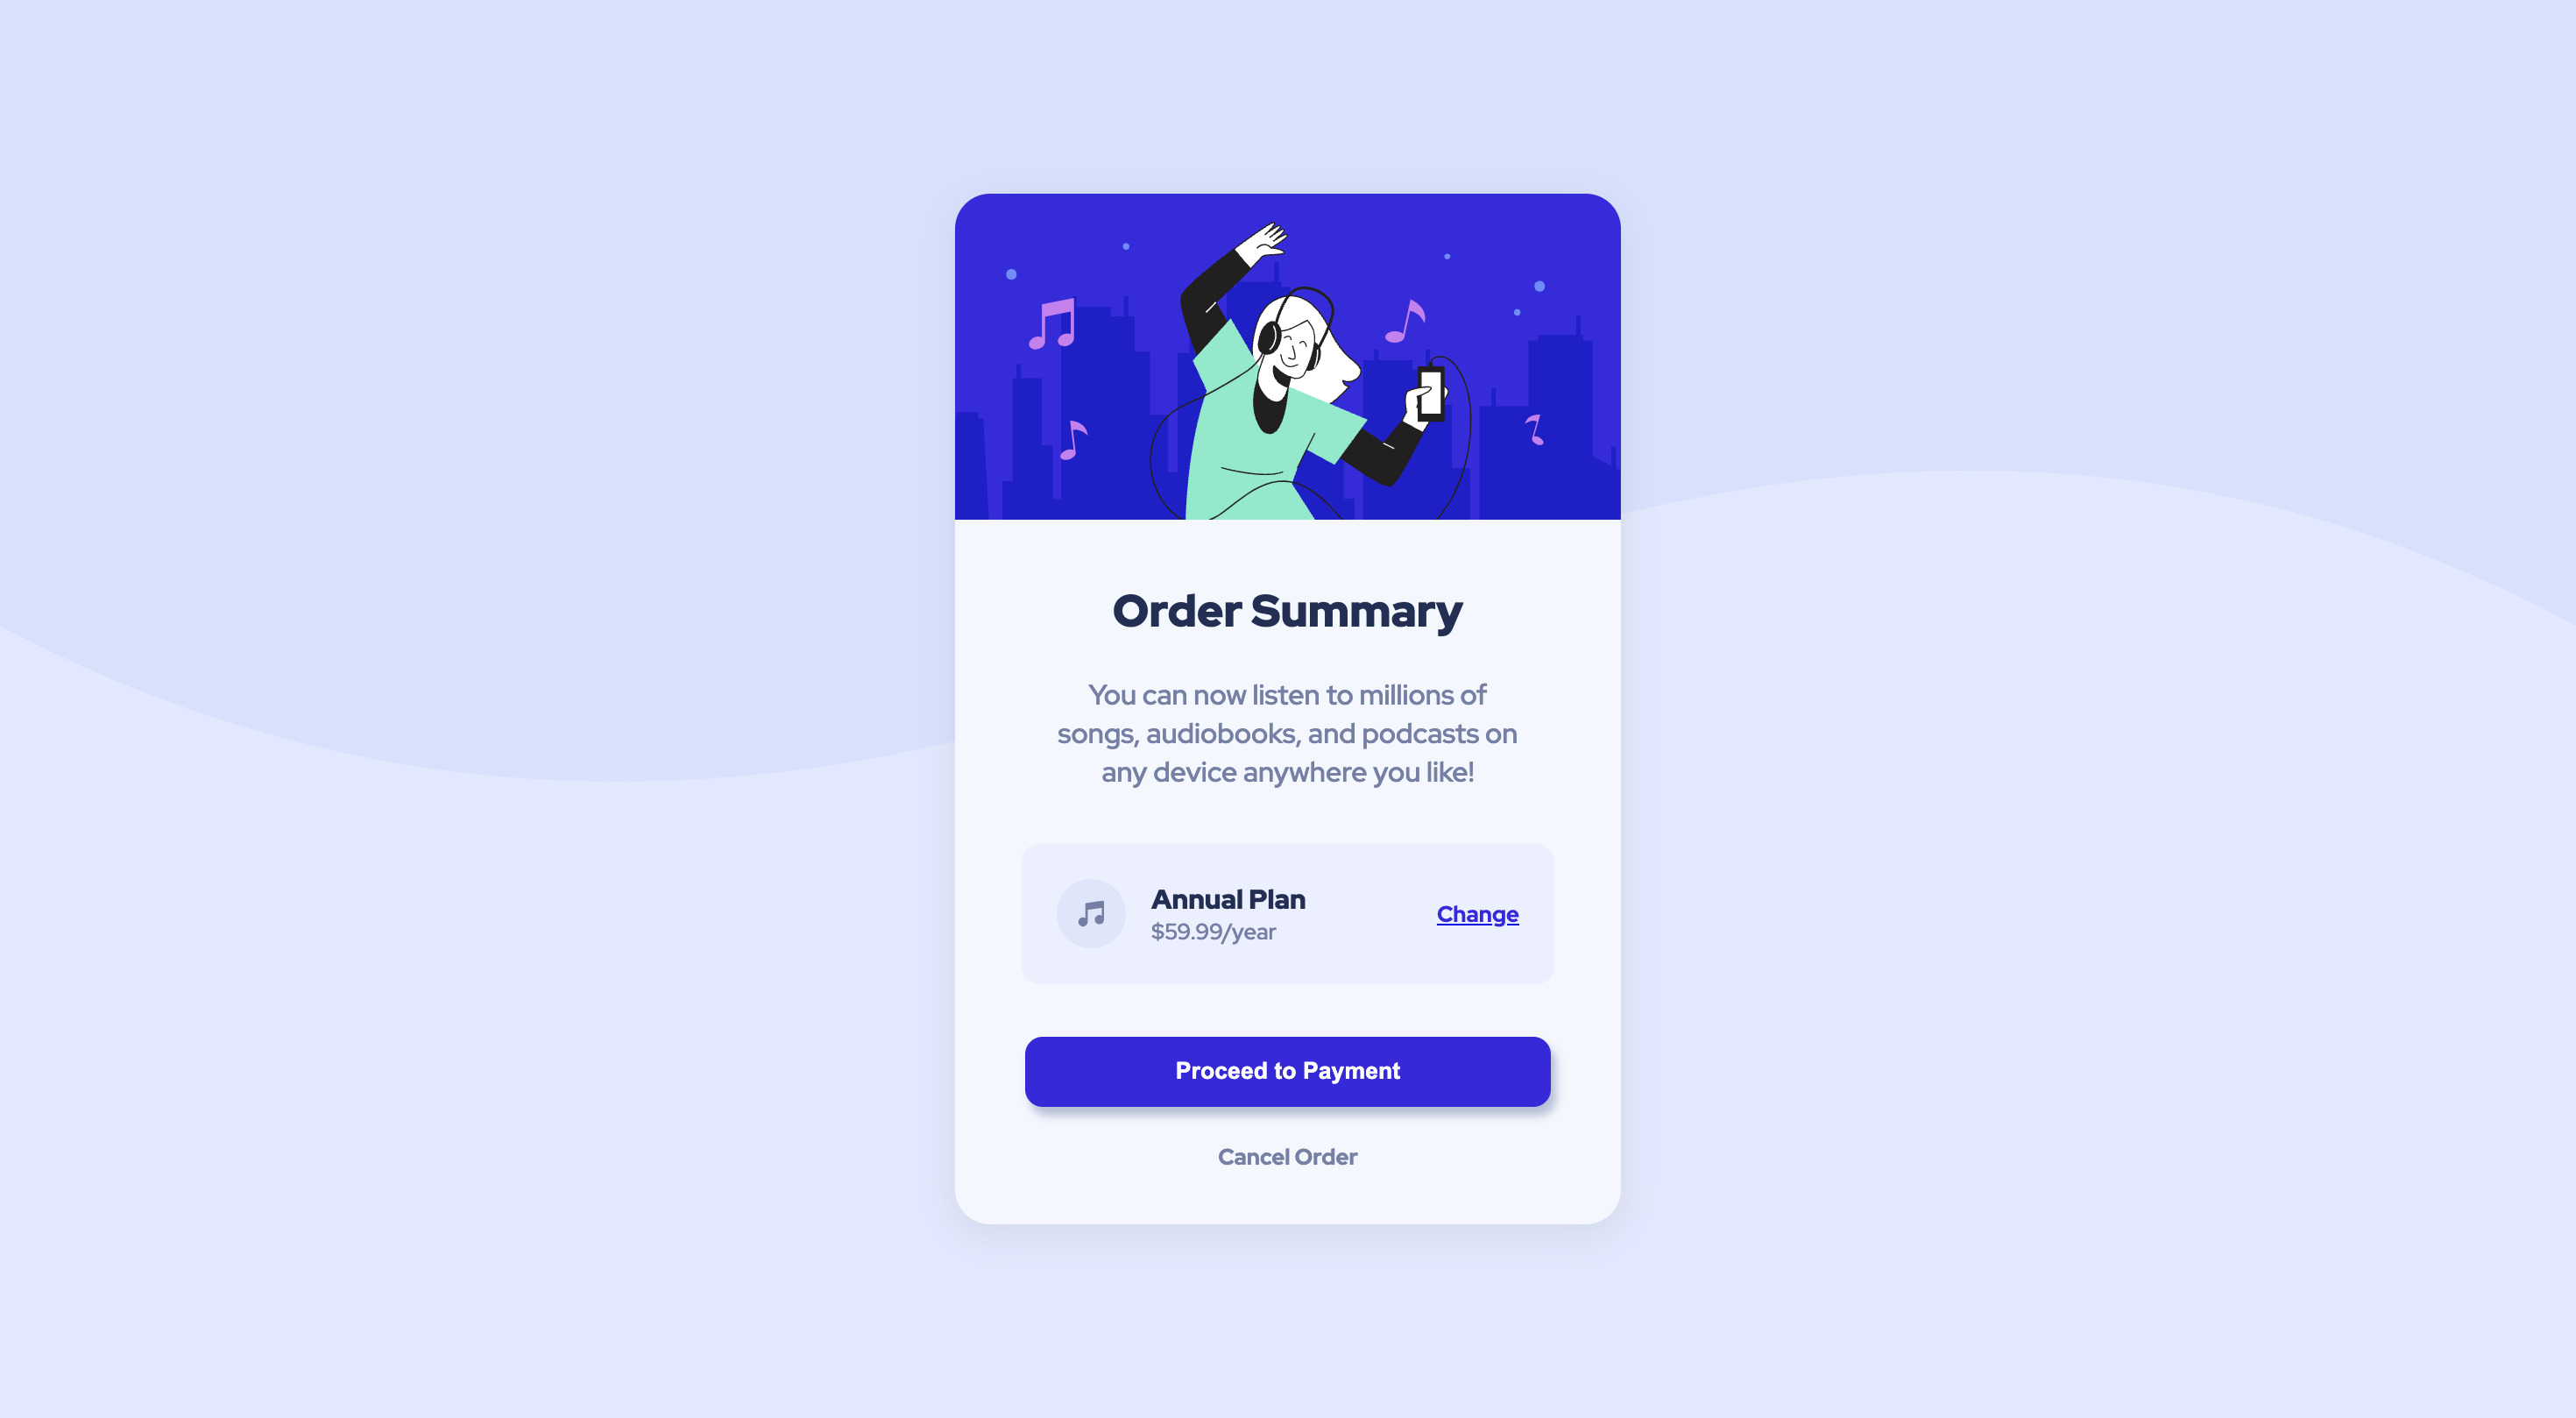 Order Summary
You can now listen to millions of
songs, audiobooks, and podcasts on
any device anywhere you like!
Annual Plan
$59.99/year
Change
Proceed to Payment
Cancel Order